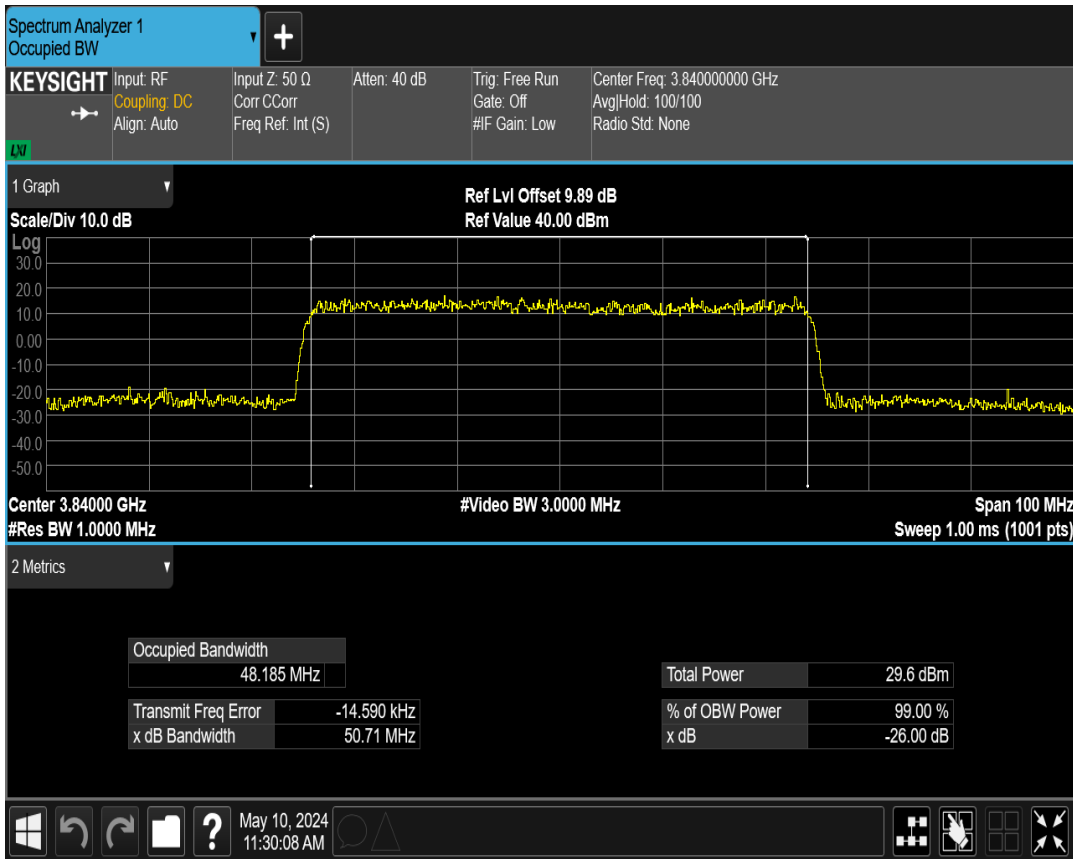 Spectrum Analyzer 1
Occupied BW
KEYSIGHT
LXI
Input: RF
Coupling: DC
Align: Auto
Input Z: 50 Ω
Corr CCorr
Freq Ref: Int (S)
Atten: 40 dB
Trig: Free Run
Gate: Off
#IF Gain: Low
Center Freq: 3.840000000 GHz
Avg|Hold: 100/100
Radio Std: None
1 Graph
Scale/Div 10.0 dB
Ref Lvl Offset 9.89 dB
Ref Value 40.00 dBm
Log
30.0
20.0
10.0
0.00
-10.0
-20.0
-30.0
-40.0
-50.0
Center 3.84000 GHz
#Res BW 1.0000 MHz
#Video BW 3.0000 MHz
Span 100 MHz
Sweep 1.00 ms (1001 pts)
2 Metrics
Occupied Bandwidth
48.185 MHz
Total Power 29.6 dBm
Transmit Freq Error -14.590 kHz
% of OBW Power 99.00 %
x dB Bandwidth 50.71 MHz
x dB -26.00 dB
May 10, 2024
11:30:08 AM